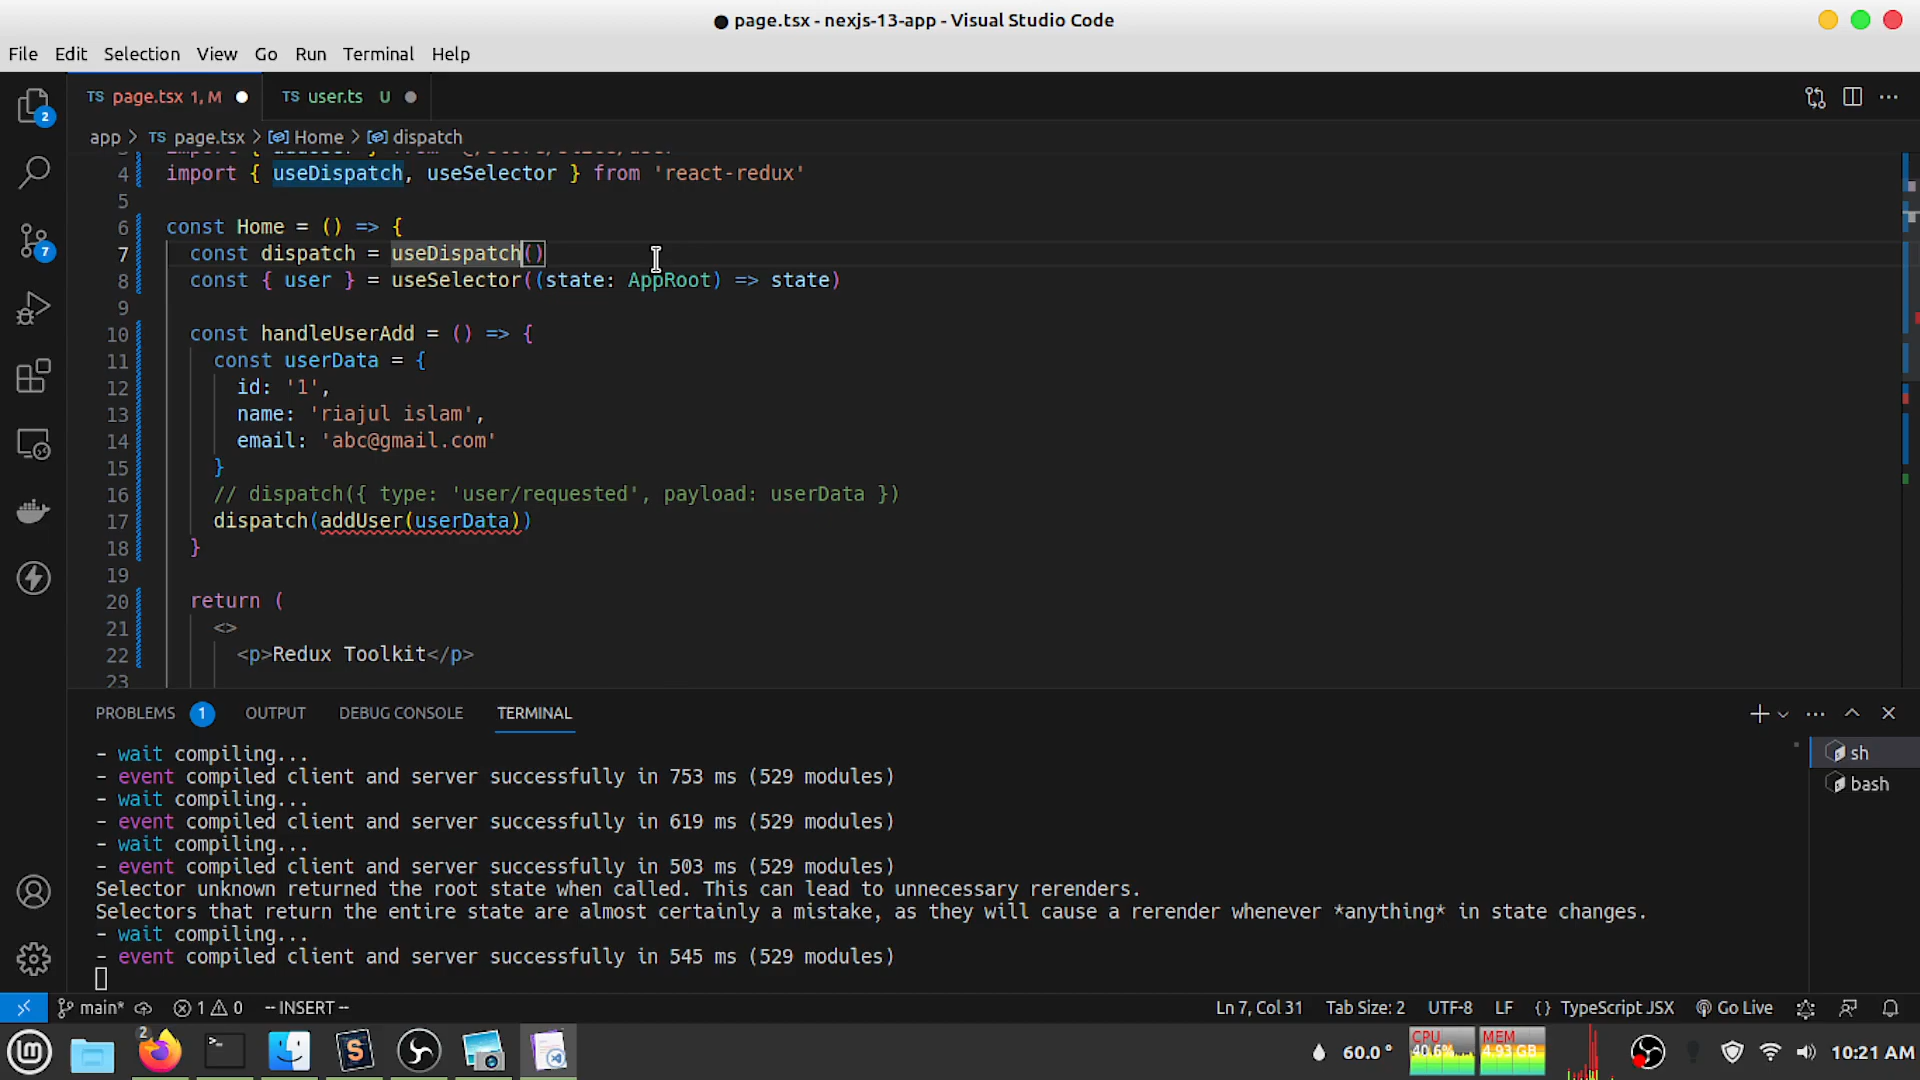 page.tsx - nexjs-13-app - Visual Studio Code
File Edit Selection View Go Run Terminal Help
TS page.tsx 1, M TS user.ts U
2
app > TS page.tsx > Home > dispatch
4 import { useDispatch, useSelector } from 'react-redux'
5
6 const Home = () => {
7 const dispatch = useDispatch()
8 const { user } = useSelector((state: AppRoot) => state)
9
10 const handleUserAdd = () => {
11 const userData = {
12 id: '1',
13 name: 'riajul islam',
14 email: 'abc@gmail.com'
15 }
16 // dispatch({ type: 'user/requested', payload: userData })
17 dispatch(addUser(userData))
18 }
19
20 return (
21 <>
22 <p>Redux Toolkit</p>
23
7
PROBLEMS 1 OUTPUT DEBUG CONSOLE TERMINAL
- wait compiling...
- event compiled client and server successfully in 753 ms (529 modules)
- wait compiling...
- event compiled client and server successfully in 619 ms (529 modules)
- wait compiling...
- event compiled client and server successfully in 503 ms (529 modules)
Selector unknown returned the root state when called. This can lead to unnecessary rerenders.
Selectors that return the entire state are almost certainly a mistake, as they will cause a rerender whenever *anything* in state changes.
- wait compiling...
- event compiled client and server successfully in 545 ms (529 modules)
sh
bash
main* 1 0 -- INSERT -- Ln 7, Col 31 Tab Size: 2 UTF-8 LF {} TypeScript JSX Go Live
2 60.0 ° CPU 40.6% MEM 4.93 GB 10:21 AM